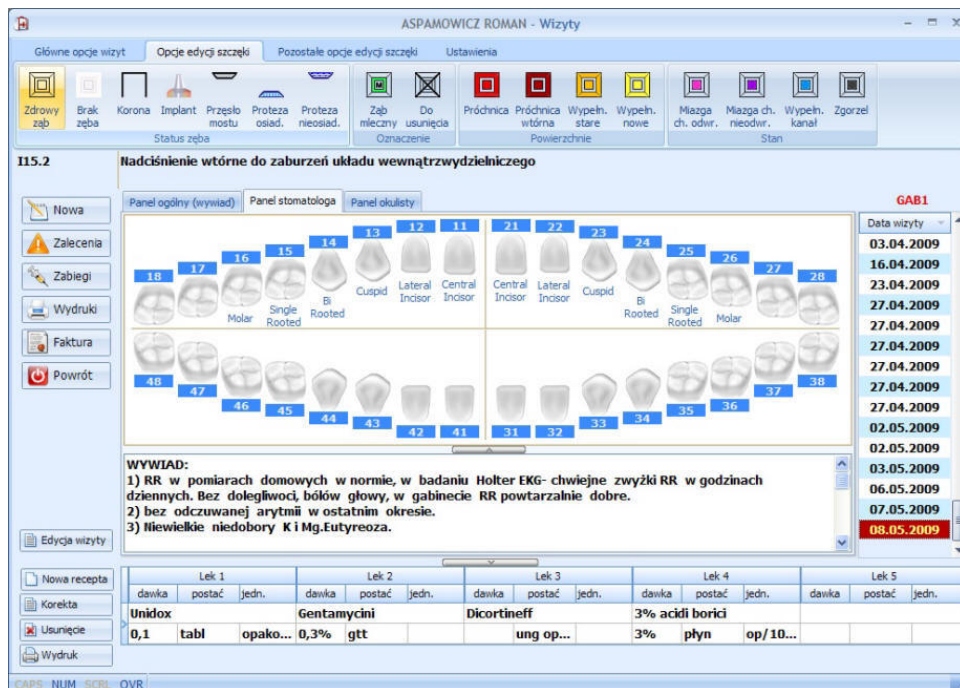 ASPAMOWICZ ROMAN - Wizyty
Główne opcje wizyt Opcje edycji szczęki Pozostałe opcje edycji szczęki Ustawienia
Zdrowy ząb Brak zęba Korona Implant Przęsło mostu Proteza osiad. Proteza nieosiad. Ząb mleczny Do usunięcia Próchnica Próchnica wtórna Wypełn. stare Wypełn. nowe Miazga ch. odwr. Miazga ch. nieodwr. Wypełn. kanał Zgorzel
Status zęba Oznaczenie Powierzchnie Stan
I15.2 Nadciśnienie wtórne do zaburzeń układu wewnątrzwydzielniczego
Nowa
Zalecenia
Zabiegi
Wydruki
Faktura
Powrót
Edycja wizyty
Panel ogólny (wywiad) Panel stomatologa Panel okulisty
18 17 16 15 14 13 12 11 21 22 23 24 25 26 27 28
Molar Single Rooted Bi Rooted Cuspid Lateral Incisor Central Incisor Central Incisor Lateral Incisor Cuspid Bi Rooted Single Rooted Molar
48 47 46 45 44 43 42 41 31 32 33 34 35 36 37 38
WYWIAD:
1) RR w pomiarach domowych w normie, w badaniu Holter EKG- chwiejne zwyżki RR w godzinach
dziennych. Bez dolegliwoci, bólów głowy, w gabinecie RR powtarzalnie dobre.
2) bez odczuwanej arytmii w ostatnim okresie.
3) Niewielkie niedobory K i Mg.Eutyreoza.
GAB1
Data wizyty
03.04.2009
16.04.2009
23.04.2009
27.04.2009
27.04.2009
27.04.2009
27.04.2009
27.04.2009
27.04.2009
02.05.2009
02.05.2009
03.05.2009
06.05.2009
07.05.2009
08.05.2009
Nowa recepta
Korekta
Usunięcie
Wydruk
Lek 1 Lek 2 Lek 3 Lek 4 Lek 5
dawka postać jedn. dawka postać jedn. dawka postać jedn. dawka postać jedn. dawka postać jedn.
Unidox Gentamycini Dicortineff 3% acidi borici
0,1 tabl opako... 0,3% gtt ung op... 3% płyn op/10...
CAPS NUM SCRL OVR